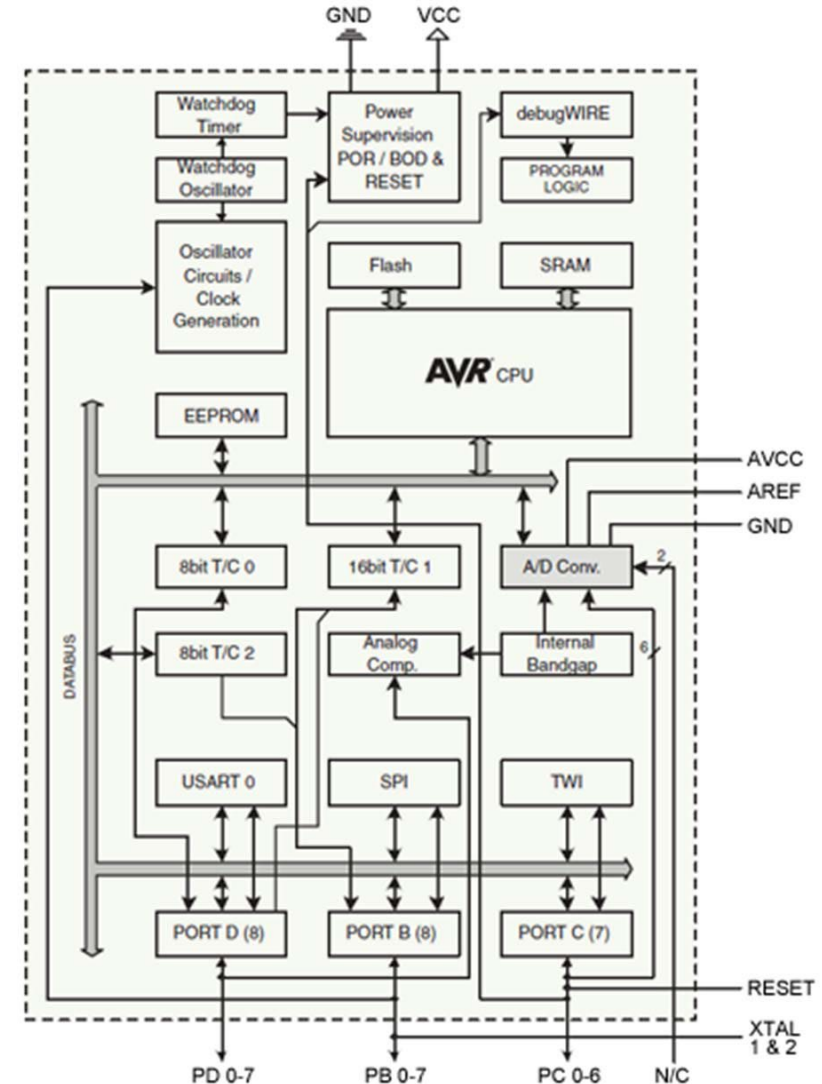 GND
VCC
Watchdog
Timer
Power
Supervision
POR / BOD &
RESET
debugWIRE
Watchdog
Oscillator
PROGRAM
LOGIC
Oscillator
Circuits /
Clock
Generation
Flash
SRAM
AVR CPU
EEPROM
AVCC
AREF
GND
8bit T/C 0
16bit T/C 1
A/D Conv.
2
DATABUS
8bit T/C 2
Analog
Comp.
Internal
Bandgap
6
USART 0
SPI
TWI
PORT D (8)
PORT B (8)
PORT C (7)
RESET
XTAL
1 & 2
PD 0-7
PB 0-7
PC 0-6
N/C